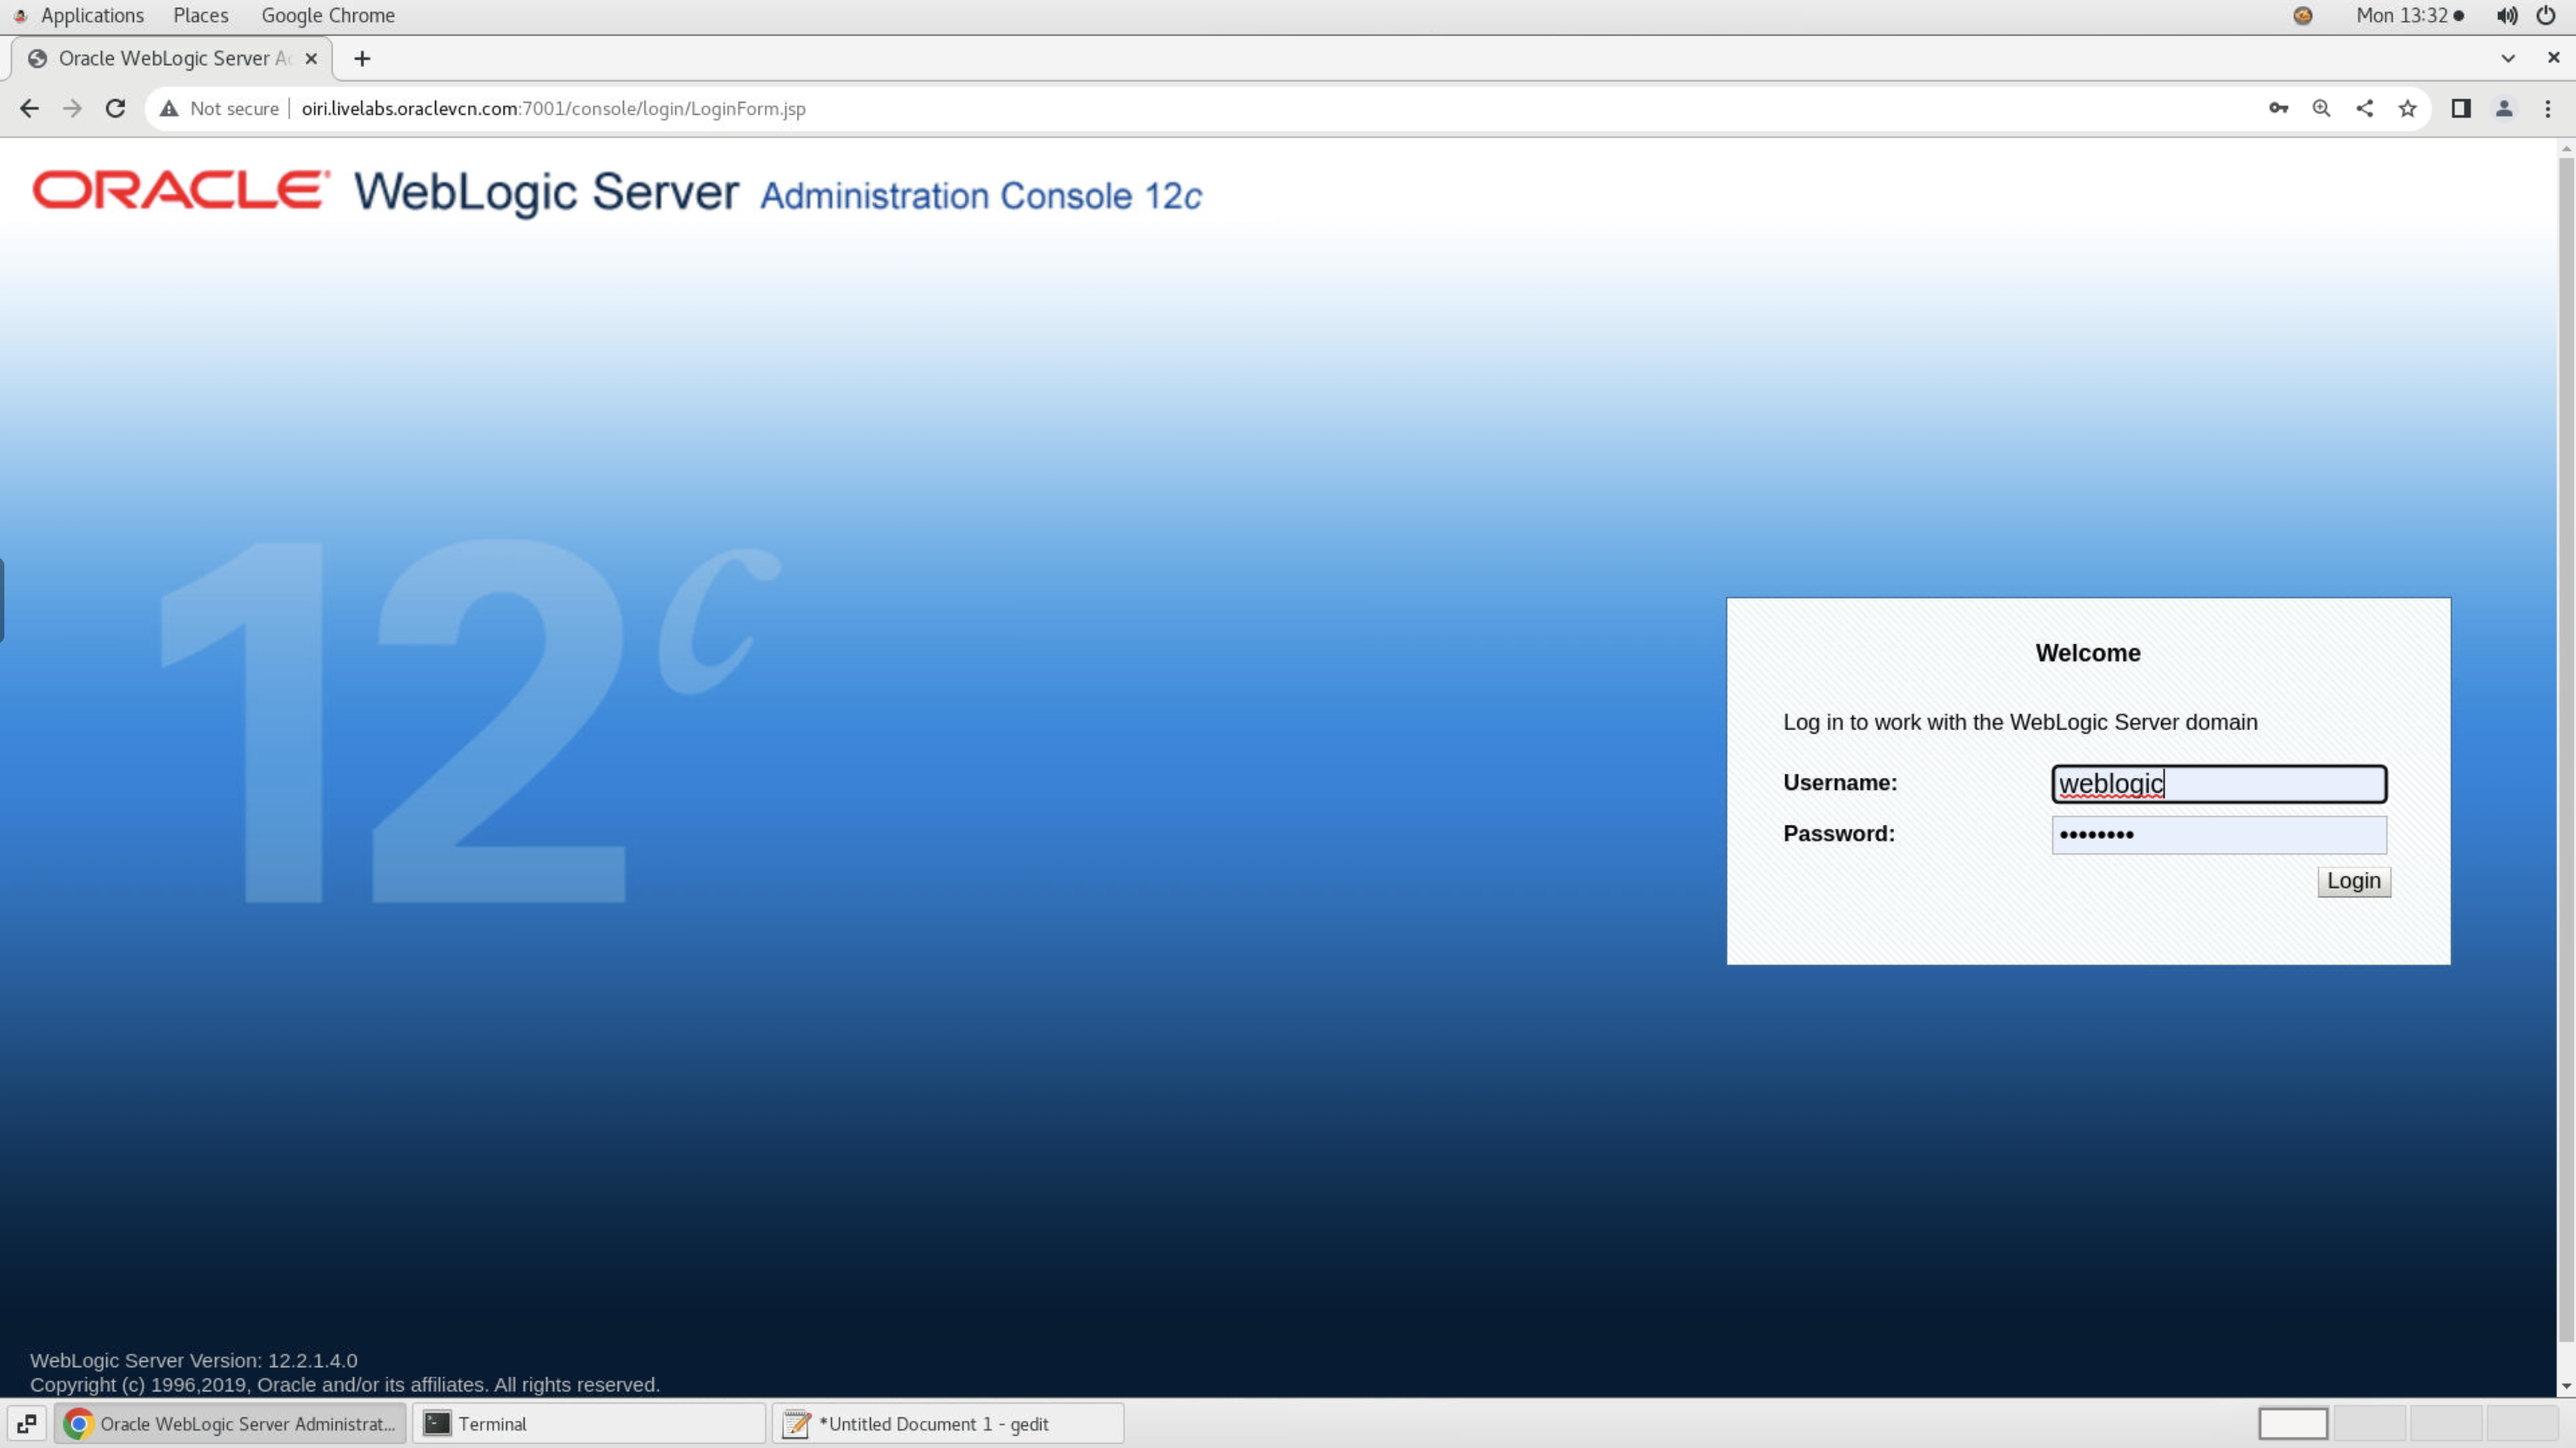 Applications Places Google Chrome Mon 13:32
Oracle WebLogic Server
Not secure oiri.livelabs.oraclevcn.com:7001/console/login/LoginForm.jsp
ORACLE WebLogic Server Administration Console 12c
12c
Welcome
Log in to work with the WebLogic Server domain
Username: weblogic
Password: ••••••••
Login
WebLogic Server Version: 12.2.1.4.0
Copyright (c) 1996,2019, Oracle and/or its affiliates. All rights reserved.
Oracle WebLogic Server Administrat... Terminal *Untitled Document 1 - gedit